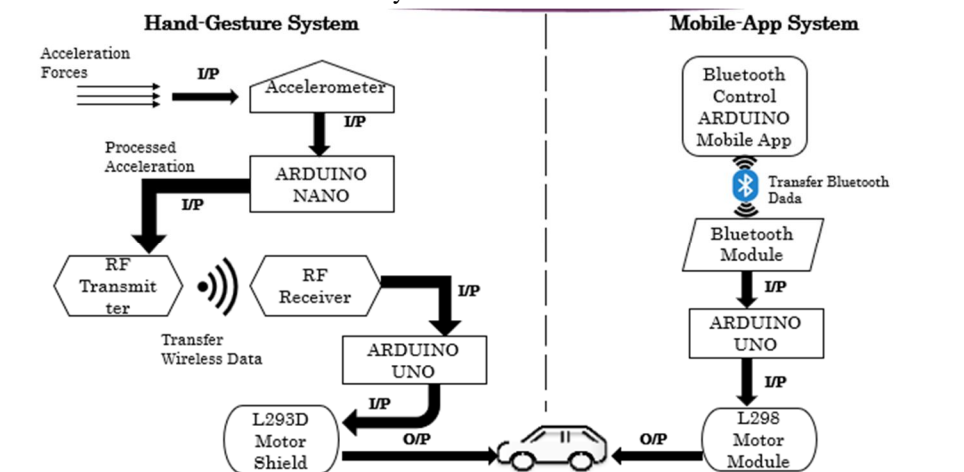 Hand-Gesture System
Acceleration
Forces
I/P
Accelerometer
I/P
Processed
Acceleration
ARDUINO
NANO
I/P
RF
Transmit
ter
RF
Receiver
I/P
Transfer
Wireless Data
ARDUINO
UNO
I/P
L293D
Motor
Shield
O/P
Mobile-App System
Bluetooth
Control
ARDUINO
Mobile App
Transfer Bluetooth
Dada
Bluetooth
Module
I/P
ARDUINO
UNO
I/P
L298
Motor
Module
O/P